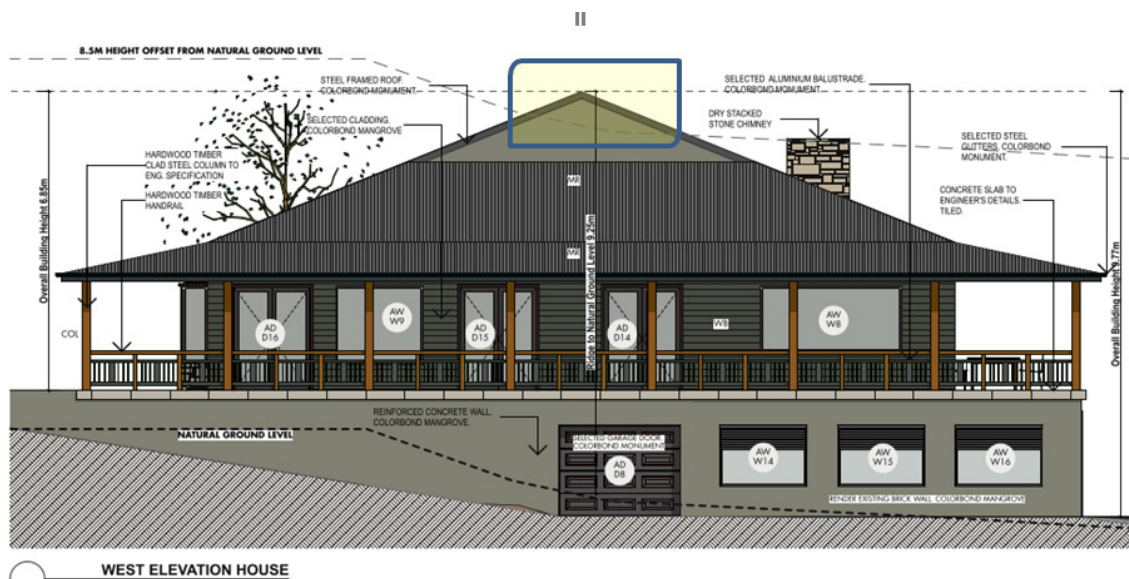 II
8.5M HEIGHT OFFSET FROM NATURAL GROUND LEVEL
STEEL FRAMED ROOF.
COLORBOND MONUMENT.
SELECTED ALUMINIUM BALUSTRADE.
COLORBOND MONUMENT.
SELECTED CLADDING.
COLORBOND MANGROVE
DRY STACKED
STONE CHIMNEY
SELECTED STEEL
GUTTERS, COLORBOND
MONUMENT.
HARDWOOD TIMBER
CLAD STEEL COLUMN TO
ENG. SPECIFICATION
HARDWOOD TIMBER
HANDRAIL
CONCRETE SLAB TO
ENGINEER'S DETAILS.
TILED.
Overall Building Height 6.85m
MR
MR
Ridge to Natural Ground Level 9.25m
Overall Building Height 9.77m
COL
AD
D16
AW
W9
AD
D15
AD
D14
WB
AW
W8
REINFORCED CONCRETE WALL.
COLORBOND MANGROVE.
NATURAL GROUND LEVEL
SELECTED GARAGE DOOR.
COLORBOND MONUMENT
AD
D8
AW
W14
AW
W15
AW
W16
RENDER EXISTING BRICK WALL. COLORBOND MANGROVE
WEST ELEVATION HOUSE